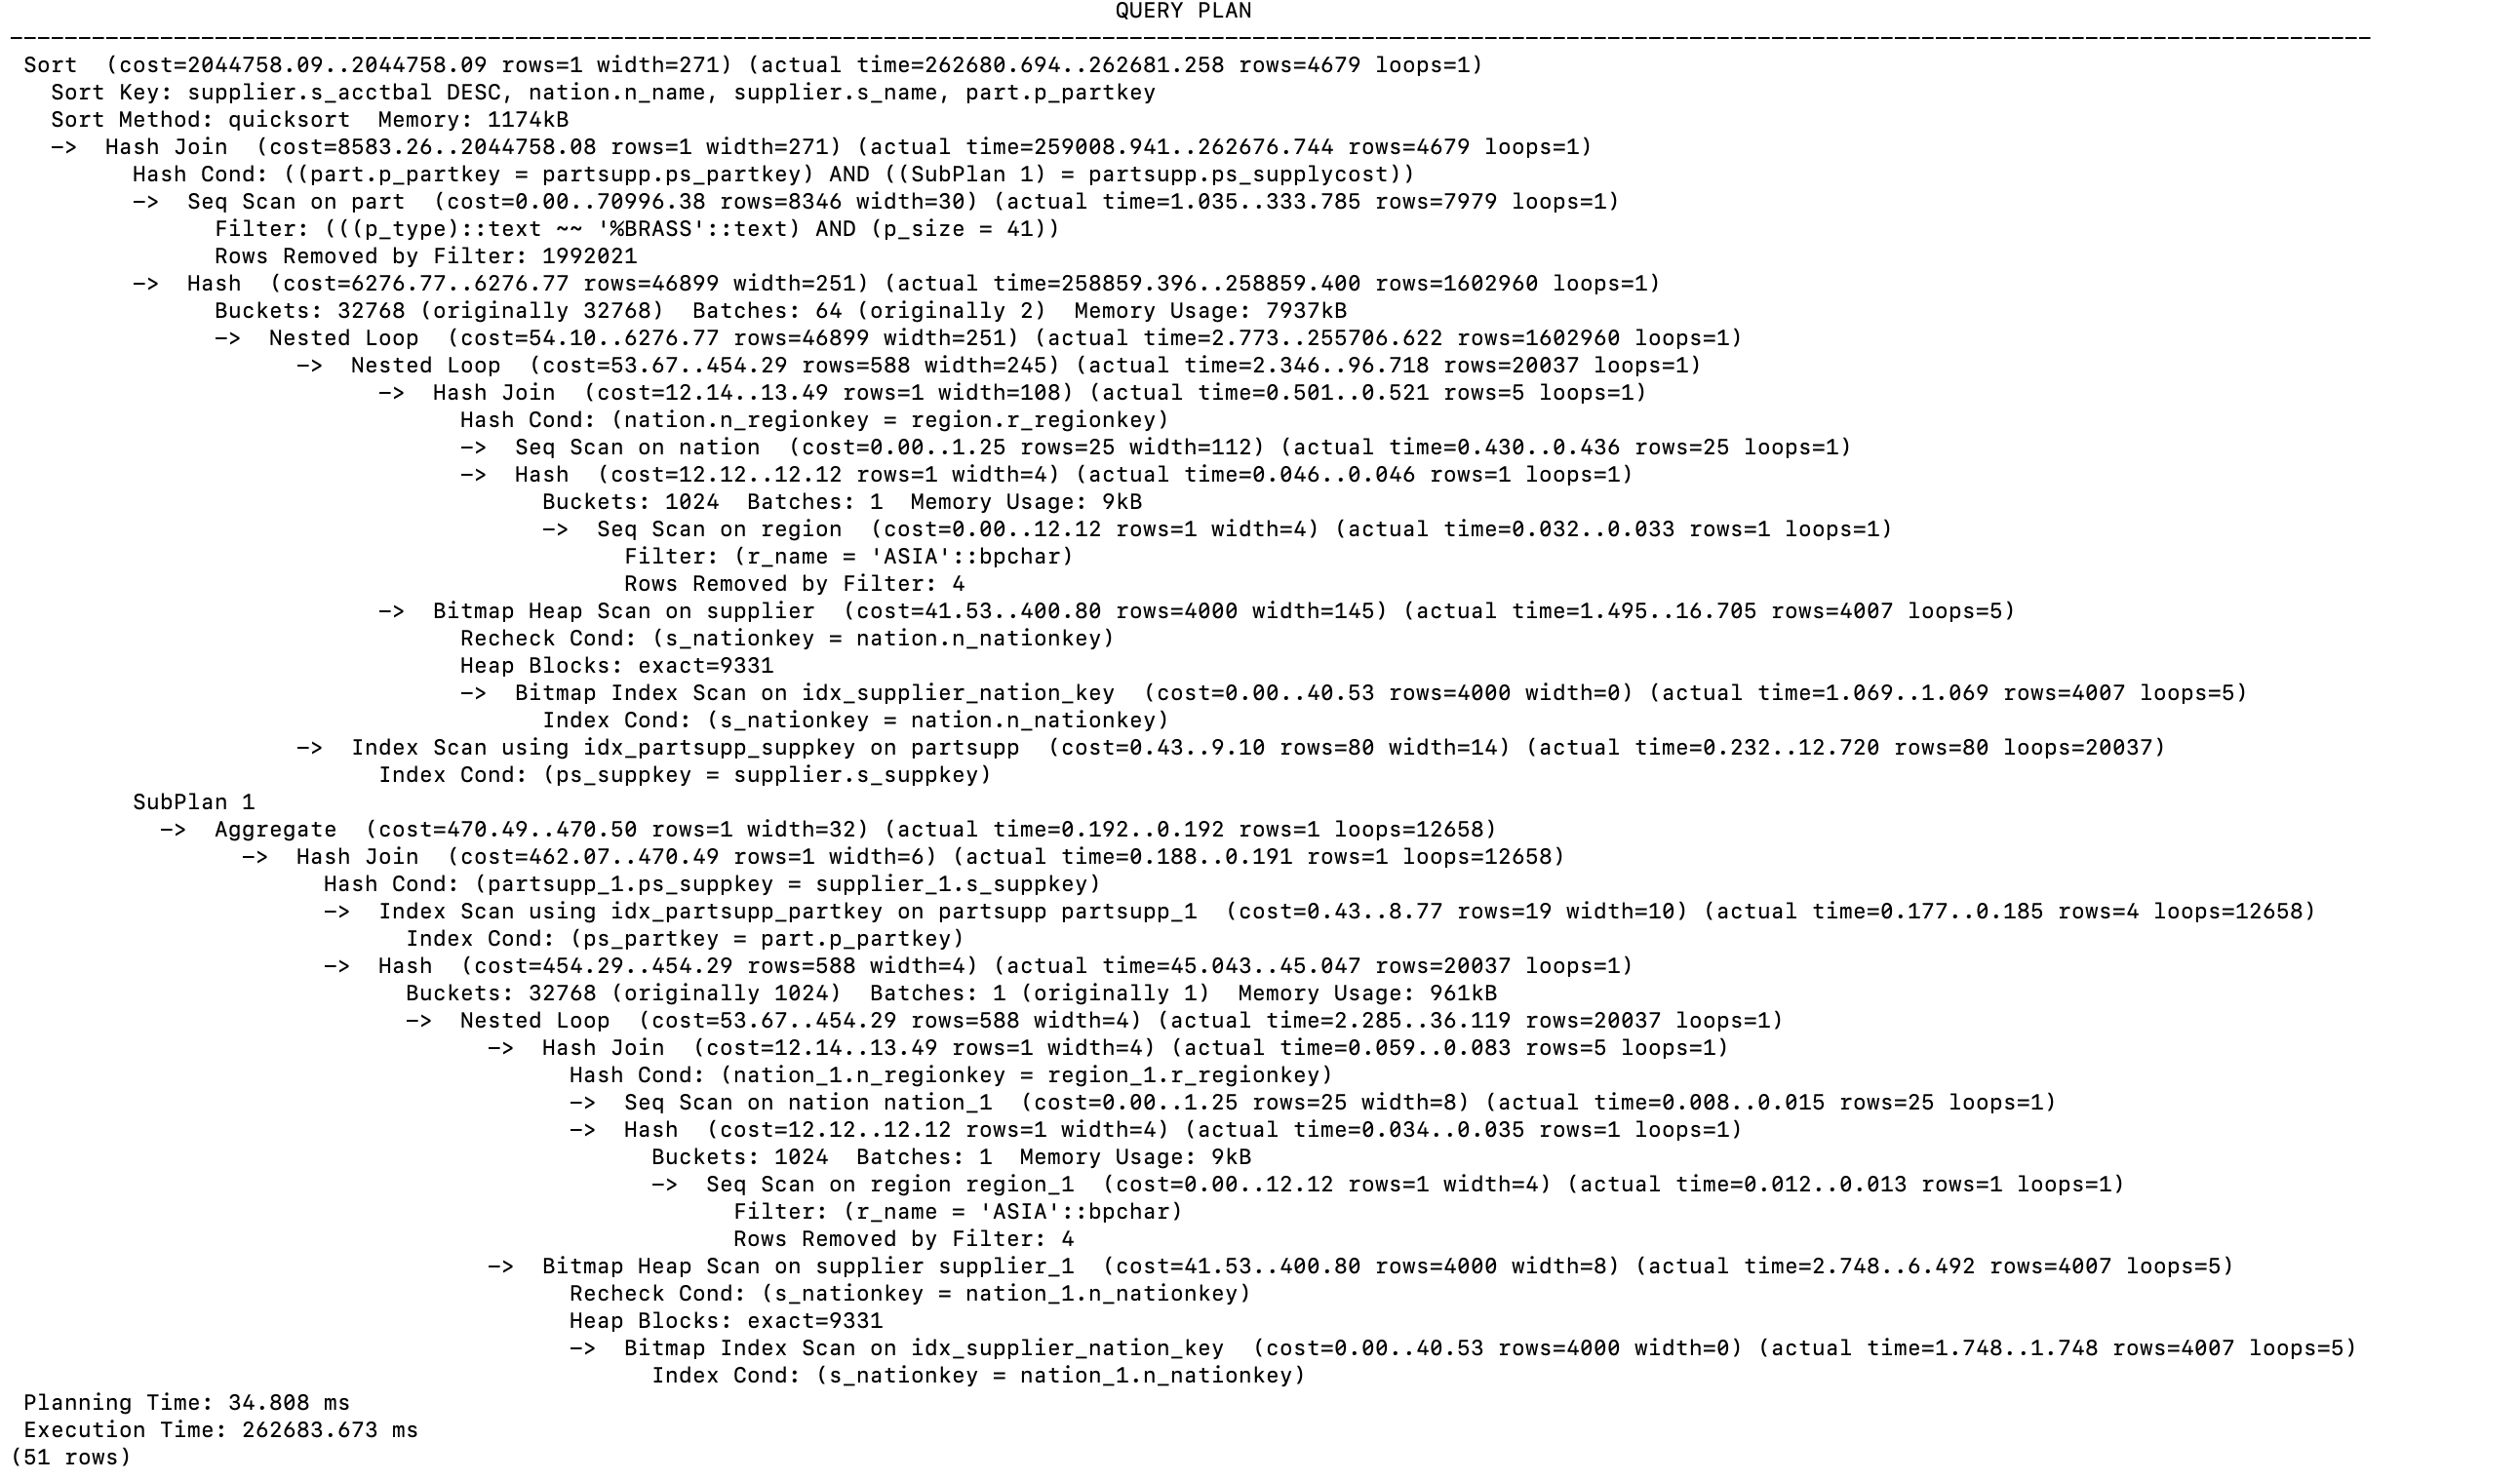 QUERY PLAN
-----------------------------------------------------------------------------------------------------------------------------------------------------------------------------
Sort  (cost=2044758.09..2044758.09 rows=1 width=271) (actual time=262680.694..262681.258 rows=4679 loops=1)
Sort Key: supplier.s_acctbal DESC, nation.n_name, supplier.s_name, part.p_partkey
Sort Method: quicksort  Memory: 1174kB
->  Hash Join  (cost=8583.26..2044758.08 rows=1 width=271) (actual time=259008.941..262676.744 rows=4679 loops=1)
Hash Cond: ((part.p_partkey = partsupp.ps_partkey) AND ((SubPlan 1) = partsupp.ps_supplycost))
->  Seq Scan on part  (cost=0.00..70996.38 rows=8346 width=30) (actual time=1.035..333.785 rows=7979 loops=1)
Filter: (((p_type)::text ~~ '%BRASS'::text) AND (p_size = 41))
Rows Removed by Filter: 1992021
->  Hash  (cost=6276.77..6276.77 rows=46899 width=251) (actual time=258859.396..258859.400 rows=1602960 loops=1)
Buckets: 32768 (originally 32768)  Batches: 64 (originally 2)  Memory Usage: 7937kB
->  Nested Loop  (cost=54.10..6276.77 rows=46899 width=251) (actual time=2.773..255706.622 rows=1602960 loops=1)
->  Nested Loop  (cost=53.67..454.29 rows=588 width=245) (actual time=2.346..96.718 rows=20037 loops=1)
->  Hash Join  (cost=12.14..13.49 rows=1 width=108) (actual time=0.501..0.521 rows=5 loops=1)
Hash Cond: (nation.n_regionkey = region.r_regionkey)
->  Seq Scan on nation  (cost=0.00..1.25 rows=25 width=112) (actual time=0.430..0.436 rows=25 loops=1)
->  Hash  (cost=12.12..12.12 rows=1 width=4) (actual time=0.046..0.046 rows=1 loops=1)
Buckets: 1024  Batches: 1  Memory Usage: 9kB
->  Seq Scan on region  (cost=0.00..12.12 rows=1 width=4) (actual time=0.032..0.033 rows=1 loops=1)
Filter: (r_name = 'ASIA'::bpchar)
Rows Removed by Filter: 4
->  Bitmap Heap Scan on supplier  (cost=41.53..400.80 rows=4000 width=145) (actual time=1.495..16.705 rows=4007 loops=5)
Recheck Cond: (s_nationkey = nation.n_nationkey)
Heap Blocks: exact=9331
->  Bitmap Index Scan on idx_supplier_nation_key  (cost=0.00..40.53 rows=4000 width=0) (actual time=1.069..1.069 rows=4007 loops=5)
Index Cond: (s_nationkey = nation.n_nationkey)
->  Index Scan using idx_partsupp_suppkey on partsupp  (cost=0.43..9.10 rows=80 width=14) (actual time=0.232..12.720 rows=80 loops=20037)
Index Cond: (ps_suppkey = supplier.s_suppkey)
SubPlan 1
->  Aggregate  (cost=470.49..470.50 rows=1 width=32) (actual time=0.192..0.192 rows=1 loops=12658)
->  Hash Join  (cost=462.07..470.49 rows=1 width=6) (actual time=0.188..0.191 rows=1 loops=12658)
Hash Cond: (partsupp_1.ps_suppkey = supplier_1.s_suppkey)
->  Index Scan using idx_partsupp_partkey on partsupp partsupp_1  (cost=0.43..8.77 rows=19 width=10) (actual time=0.177..0.185 rows=4 loops=12658)
Index Cond: (ps_partkey = part.p_partkey)
->  Hash  (cost=454.29..454.29 rows=588 width=4) (actual time=45.043..45.047 rows=20037 loops=1)
Buckets: 32768 (originally 1024)  Batches: 1 (originally 1)  Memory Usage: 961kB
->  Nested Loop  (cost=53.67..454.29 rows=588 width=4) (actual time=2.285..36.119 rows=20037 loops=1)
->  Hash Join  (cost=12.14..13.49 rows=1 width=4) (actual time=0.059..0.083 rows=5 loops=1)
Hash Cond: (nation_1.n_regionkey = region_1.r_regionkey)
->  Seq Scan on nation nation_1  (cost=0.00..1.25 rows=25 width=8) (actual time=0.008..0.015 rows=25 loops=1)
->  Hash  (cost=12.12..12.12 rows=1 width=4) (actual time=0.034..0.035 rows=1 loops=1)
Buckets: 1024  Batches: 1  Memory Usage: 9kB
->  Seq Scan on region region_1  (cost=0.00..12.12 rows=1 width=4) (actual time=0.012..0.013 rows=1 loops=1)
Filter: (r_name = 'ASIA'::bpchar)
Rows Removed by Filter: 4
->  Bitmap Heap Scan on supplier supplier_1  (cost=41.53..400.80 rows=4000 width=8) (actual time=2.748..6.492 rows=4007 loops=5)
Recheck Cond: (s_nationkey = nation_1.n_nationkey)
Heap Blocks: exact=9331
->  Bitmap Index Scan on idx_supplier_nation_key  (cost=0.00..40.53 rows=4000 width=0) (actual time=1.748..1.748 rows=4007 loops=5)
Index Cond: (s_nationkey = nation_1.n_nationkey)
Planning Time: 34.808 ms
Execution Time: 262683.673 ms
(51 rows)